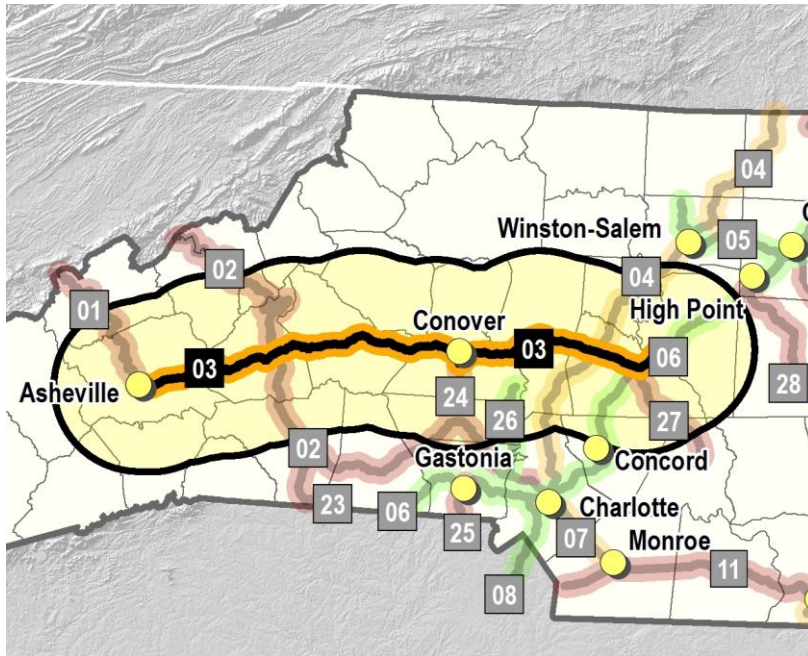 04
Winston-Salem
05
02
04
01
High Point
Conover
03
03
06
Asheville
24
28
26
27
02
Gastonia
Concord
23
06
25
Charlotte
07
Monroe
11
08